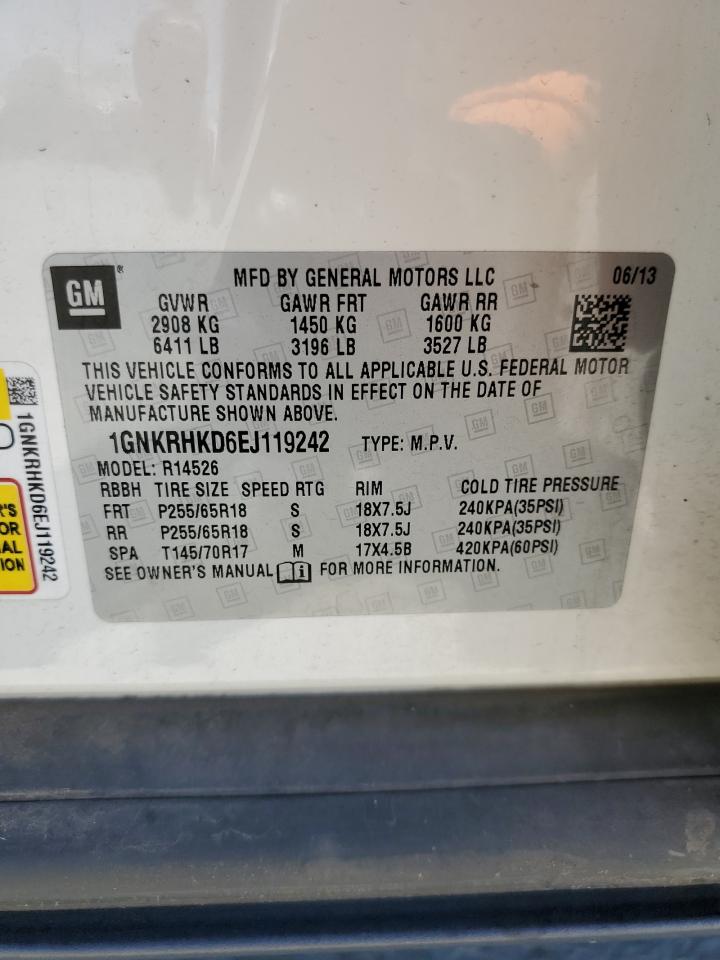 GM
MFD BY GENERAL MOTORS LLC 06/13
GVWR GAWR FRT GAWR RR
2908 KG 1450 KG 1600 KG
6411 LB 3196 LB 3527 LB
THIS VEHICLE CONFORMS TO ALL APPLICABLE U.S. FEDERAL MOTOR
VEHICLE SAFETY STANDARDS IN EFFECT ON THE DATE OF
MANUFACTURE SHOWN ABOVE.
1GNKRHKD6EJ119242 TYPE: M.P.V.
MODEL: R14526
RBBH TIRE SIZE SPEED RTG RIM COLD TIRE PRESSURE
FRT P255/65R18 S 18X7.5J 240KPA(35PSI)
RR P255/65R18 S 18X7.5J 240KPA(35PSI)
SPA T145/70R17 M 17X4.5B 420KPA(60PSI)
SEE OWNER'S MANUAL i FOR MORE INFORMATION.
1GNKRHKD6EJ119242
R'S
OR
AL
ION